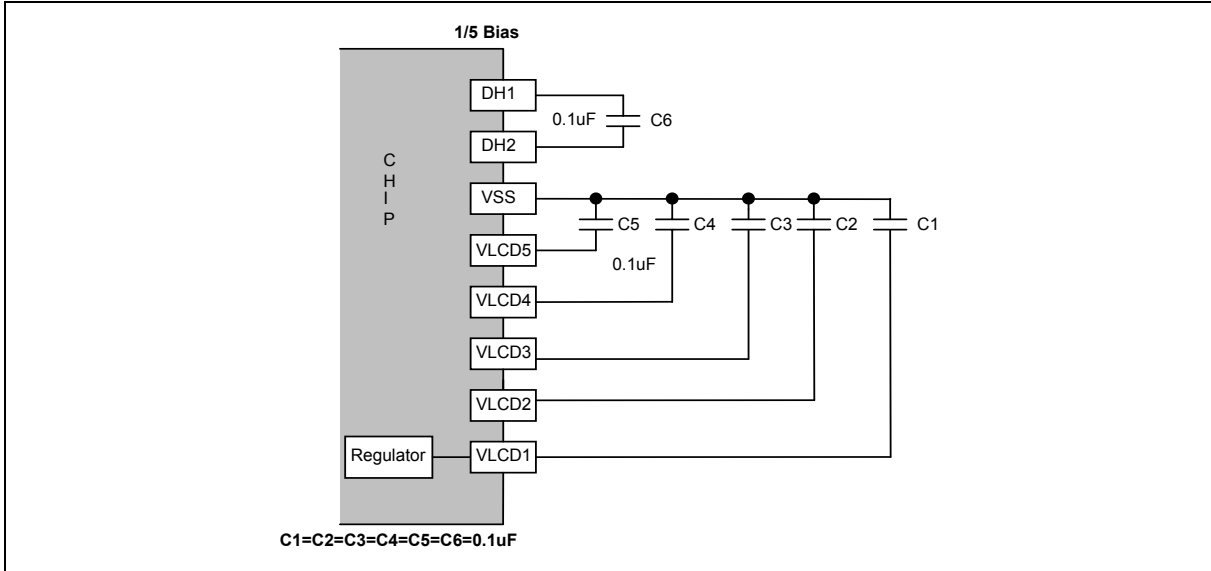 1/5 Bias
DH1
0.1uF
C6
DH2
C
H
I
P
VSS
C5
C4
C3
C2
C1
VLCD5
0.1uF
VLCD4
VLCD3
VLCD2
Regulator
VLCD1
C1=C2=C3=C4=C5=C6=0.1uF